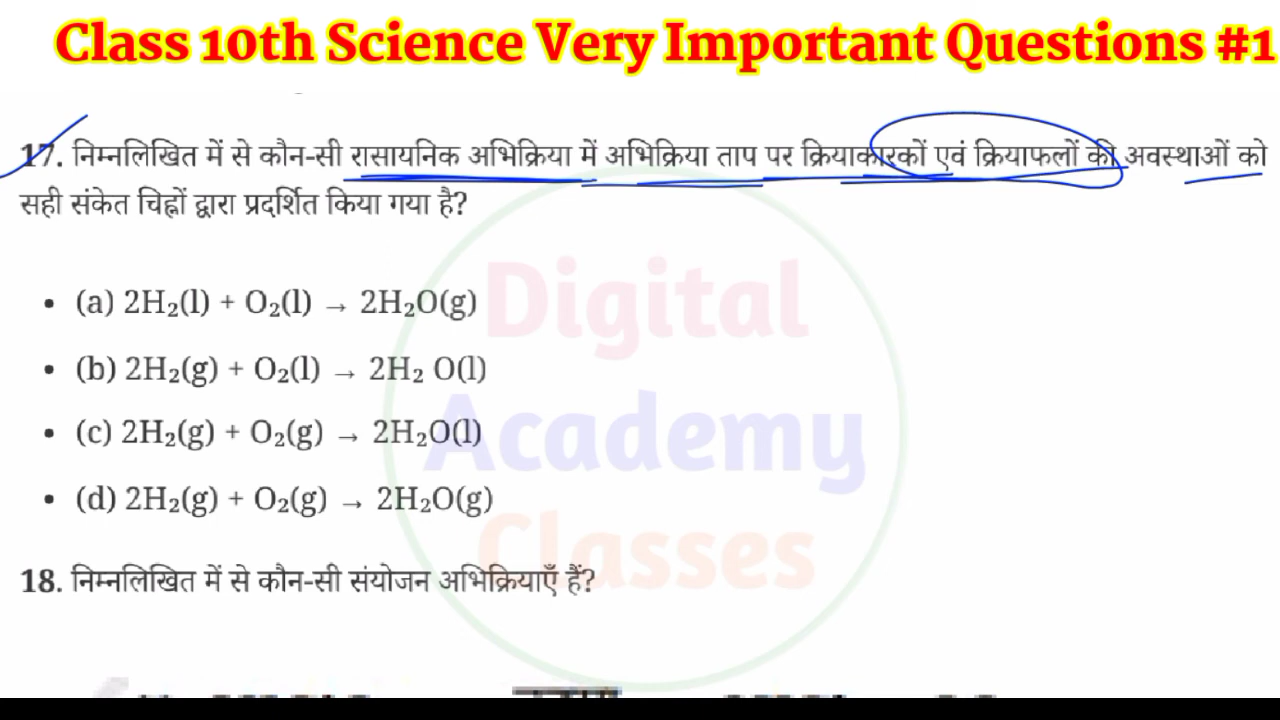 Class 10th Science Very Important Questions #1
17. निम्नलिखित में से कौन-सी रासायनिक अभिक्रिया में अभिक्रिया ताप पर क्रियाकारकों एवं क्रियाफलों की अवस्थाओं को
सही संकेत चिह्नों द्वारा प्रदर्शित किया गया है?
• (a) 2H₂(l) + O₂(l) → 2H₂O(g)
• (b) 2H₂(g) + O₂(l) → 2H₂ O(l)
• (c) 2H₂(g) + O₂(g) → 2H₂O(l)
• (d) 2H₂(g) + O₂(g) → 2H₂O(g)
18. निम्नलिखित में से कौन-सी संयोजन अभिक्रियाएँ हैं?
Digital
Academy
Classes